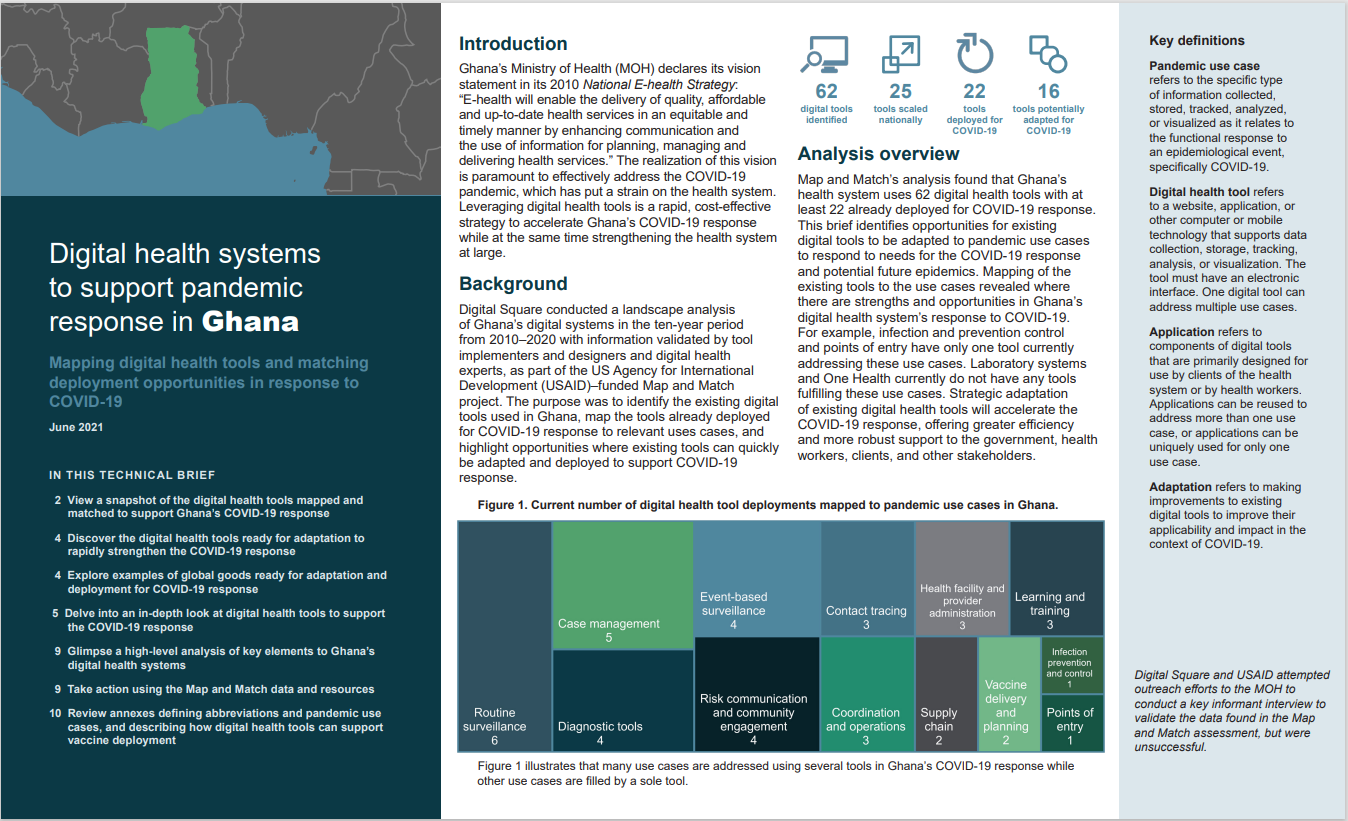 Digital health systems
to support pandemic
response in Ghana
Mapping digital health tools and matching
deployment opportunities in response to
COVID-19
June 2021
IN THIS TECHNICAL BRIEF
2 View a snapshot of the digital health tools mapped and
matched to support Ghana's COVID-19 response
4 Discover the digital tools ready for adaptation to
rapidly strengthen the COVID-19 response
4 Explore examples of global goods ready for adaptation and
deployment for COVID-19 response
5 Delve into an in-depth look at digital health tools to support
the COVID-19 response
9 Glimpse a high-level analysis of key elements to Ghana's
digital health systems
9 Take action using the Map and Match data and resources
10 Review annexes defining abbreviations and pandemic use
cases, and describing how digital health tools can support
vaccine deployment
Introduction
Ghana's Ministry of Health (MOH) declares its vision
statement in its 2010 National E-health Strategy:
“E-health will enable the delivery of quality, affordable
and up-to-date health services in an equitable and
timely manner by enhancing communication and
the use of information for planning, managing and
delivering health services.” The realization of this vision
is paramount to effectively address the COVID-19
pandemic, which has put a strain on the health system.
Leveraging digital health tools is a rapid, cost-effective
strategy to accelerate Ghana's COVID-19 response
while at the same time strengthening the health system
at large.
Background
Digital Square conducted a landscape analysis
of Ghana's digital systems in the ten-year period
from 2010–2020 with information validated by tool
implementers and designers and digital health
experts, as part of the US Agency for International
Development (USAID)–funded Map and Match
project. The purpose was to identify the existing digital
tools used in Ghana, map the tools already deployed
for COVID-19 response to relevant uses cases, and
highlight opportunities where existing tools can quickly
be adapted and deployed to support COVID-19
response.
62
digital tools
identified
25
tools scaled
nationally
22
tools
deployed for
COVID-19
16
tools potentially
adapted for
COVID-19
Analysis overview
Map and Match's analysis found that Ghana's
health system uses 62 digital health tools with at
least 22 already deployed for COVID-19 response.
This brief identifies opportunities for existing
digital tools to be adapted to pandemic use cases
to respond to needs for the COVID-19 response
and potential future epidemics. Mapping of the
existing tools to the use cases revealed where
there are strengths and opportunities in Ghana's
digital health system's response to COVID-19.
For example, infection and prevention control
and points of entry have only one tool currently
addressing these use cases. Laboratory systems
and One Health currently do not have any tools
fulfilling these use cases. Strategic adaptation
of existing digital health tools will accelerate the
COVID-19 response, offering greater efficiency
and more robust support to the government, health
workers, clients, and other stakeholders.
Figure 1. Current number of digital health tool deployments mapped to pandemic use cases in Ghana.
Routine
surveillance
6
Case management
5
Diagnostic tools
4
Event-based
surveillance
4
Risk communication
and community
engagement
4
Contact tracing
3
Coordination
and operations
3
Health facility and
provider
administration
3
Learning and
training
3
Supply
chain
2
Vaccine
delivery
and
planning
2
Infection
prevention
and control
1
Points of
entry
1
Figure 1 illustrates that many use cases are addressed using several tools in Ghana's COVID-19 response while
other use cases are filled by a sole tool.
Key definitions
Pandemic use case
refers to the specific type
of information collected,
stored, tracked, analyzed,
or visualized as it relates to
the functional response to
an epidemiological event,
specifically COVID-19.
Digital health tool refers
to a website, application, or
other computer or mobile
technology that supports data
collection, storage, tracking,
analysis, or visualization. The
tool must have an electronic
interface. One digital tool can
address multiple use cases.
Application refers to
components of digital tools
that are primarily designed for
use by clients of the health
system or by health workers.
Applications can be reused to
address more than one use
case, or applications can be
uniquely used for only one
use case.
Adaptation refers to making
improvements to existing
digital tools to improve their
applicability and impact in the
context of COVID-19.
Digital Square and USAID attempted
outreach efforts to the MOH to
conduct a key informant interview to
validate the data found in the Map
and Match assessment, but were
unsuccessful.